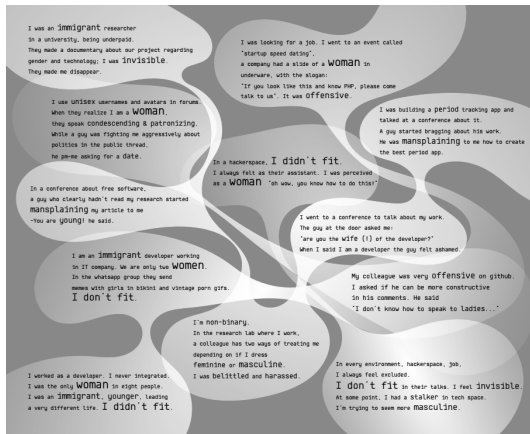 I was an immigrant researcher
in a university, being underpaid.
They made a documentary about our project regarding
gender and technology; I was invisible.
They made me disappear.
I was looking for a job. I went to an event called
"startup speed dating",
a company had a slide of a woman in
underware, with the slogan:
"If you look like this and know PHP, please come
talk to us". It was offensive.
I use unisex usernames and avatars in forums.
When they realize I am a woman,
they speak condescending & patronizing.
While a guy was fighting me aggressively about
politics in the public thread,
he pm-me asking for a date.
I was building a period tracking app and
talked at a conference about it.
A guy started bragging about his work.
He was mansplaining to me how to create
the best period app.
In a hackerspace, I didn't fit.
I always felt as their assistant. I was perceived
as a woman "oh wow, you know how to do this!"
In a conference about free software,
a guy who clearly hadn't read my research started
mansplaining my article to me
-You are young! he said.
I went to a conference to talk about my work.
The guy at the door asked me:
"are you the wife (!) of the developer?"
When I said I am a developer the guy felt ashamed.
I am an immigrant developer working
in IT company. We are only two women.
In the whatsapp group they send
memes with girls in bikini and vintage porn gifs.
I don't fit.
My colleague was very offensive on github.
I asked if he can be more constructive
in his comments. He said
"I don't know how to speak to ladies..."
I'm non-binary.
In the research lab where I work,
a colleague has two ways of treating me
depending on if I dress
feminine or masculine.
I was belittled and harassed.
I worked as a developer. I never integrated.
I was the only woman in eight people.
I was an immigrant, younger, leading
a very different life. I didn't fit.
In every environment, hackerspace, job,
I always feel excluded.
I don't fit in their talks. I feel invisible.
At some point, I had a stalker in tech space.
I'm trying to seem more masculine.